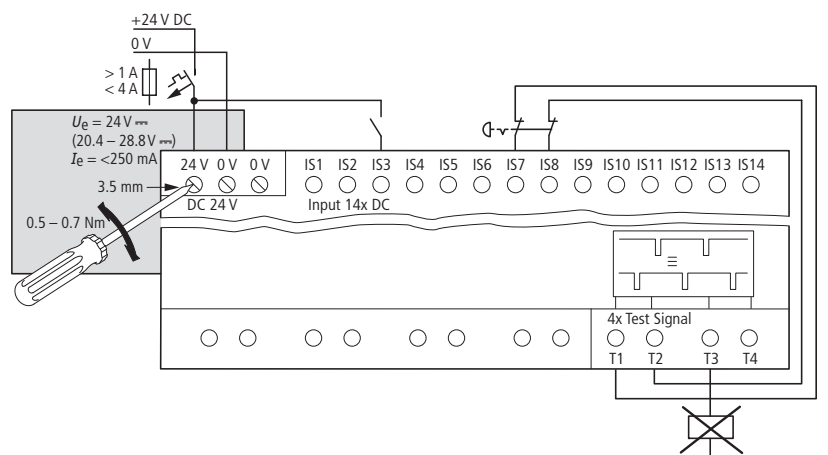 +24 V DC
0 V
> 1 A
< 4 A
Ue = 24 V ⎓
(20.4 – 28.8 V ⎓)
Ie = <250 mA
24 V 0 V 0 V
IS1 IS2 IS3 IS4 IS5 IS6 IS7 IS8 IS9 IS10 IS11 IS12 IS13 IS14
3.5 mm
DC 24 V
Input 14x DC
0.5 – 0.7 Nm
4x Test Signal
T1 T2 T3 T4